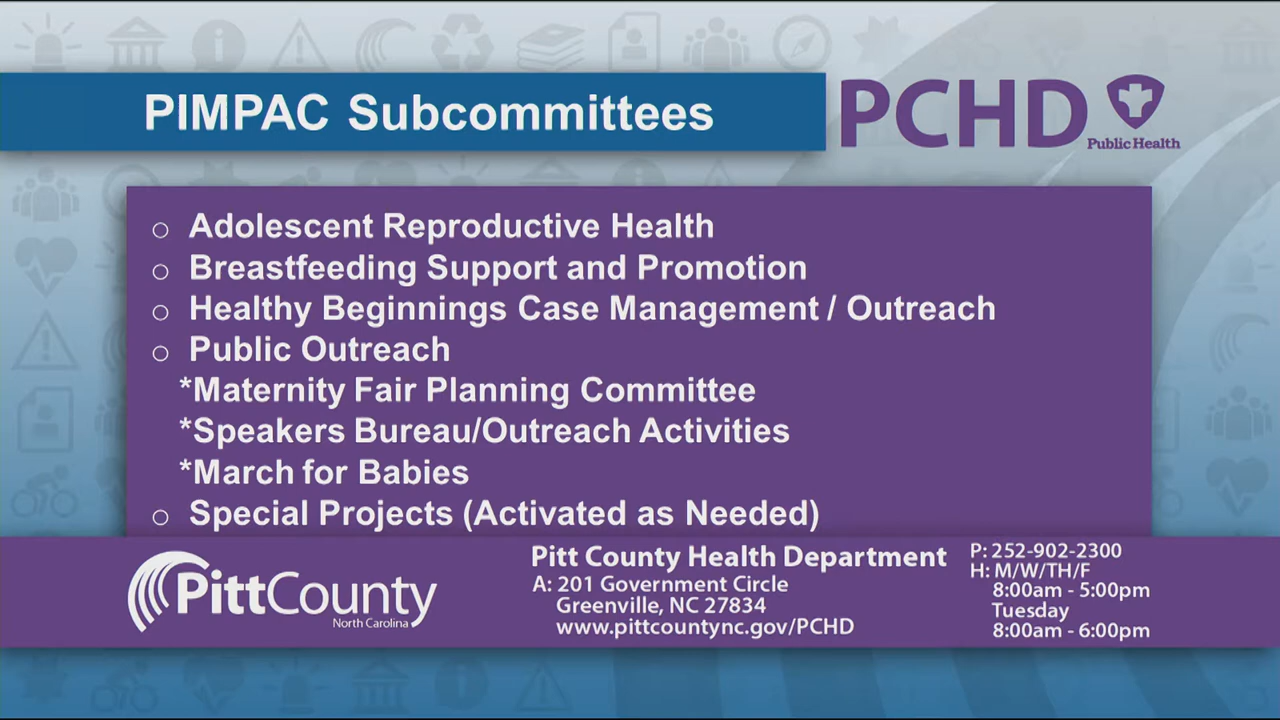 PIMPAC Subcommittees
PCHD
Public Health
o Adolescent Reproductive Health
o Breastfeeding Support and Promotion
o Healthy Beginnings Case Management / Outreach
o Public Outreach
*Maternity Fair Planning Committee
*Speakers Bureau/Outreach Activities
*March for Babies
o Special Projects (Activated as Needed)
PittCounty
North Carolina
Pitt County Health Department
A: 201 Government Circle
Greenville, NC 27834
www.pittcountync.gov/PCHD
P: 252-902-2300
H: M/W/TH/F
8:00am - 5:00pm
Tuesday
8:00am - 6:00pm